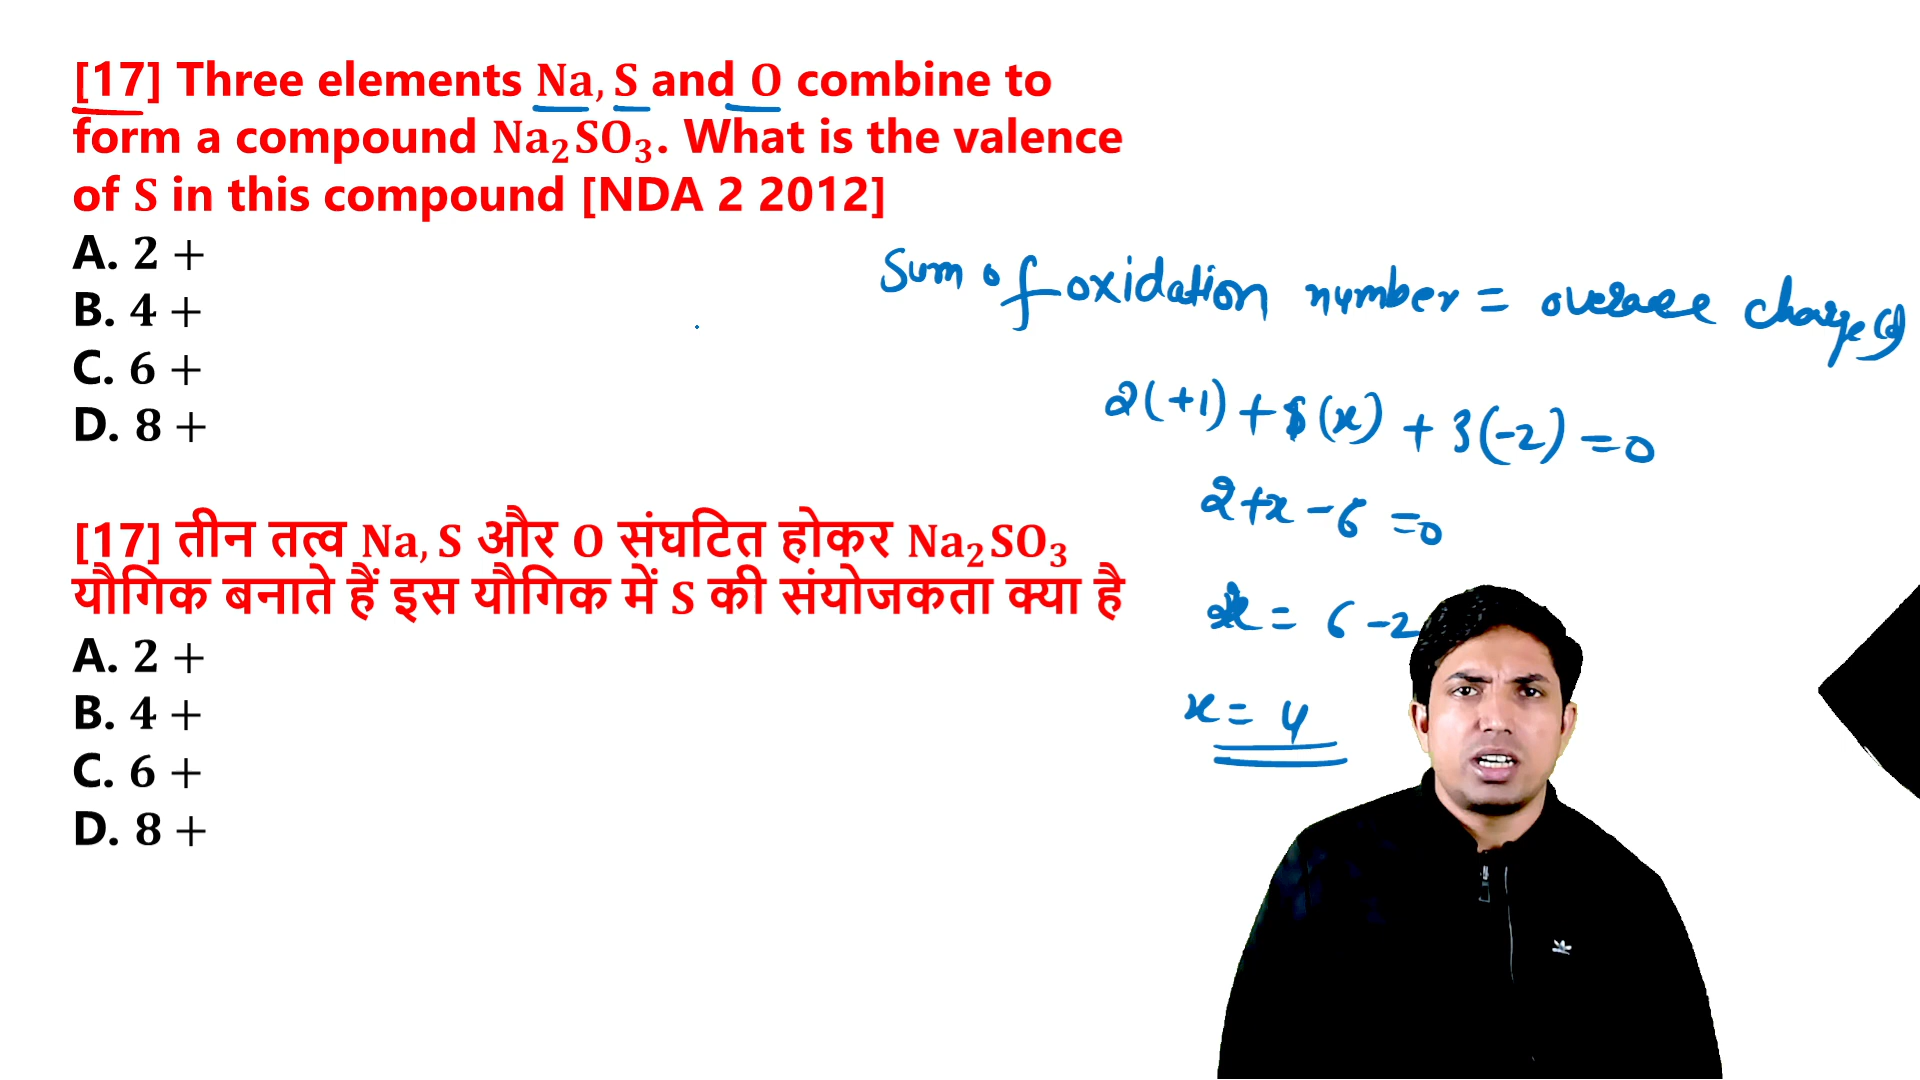 [17] Three elements Na, S and O combine to
form a compound Na₂SO₃. What is the valence
of S in this compound [NDA 2 2012]
A. 2 +
B. 4 +
C. 6 +
D. 8 +
[17] तीन तत्व Na, S और O संघटित होकर Na₂SO₃
यौगिक बनाते हैं इस यौगिक में S की संयोजकता क्या है
A. 2 +
B. 4 +
C. 6 +
D. 8 +
Sum of oxidation number = charge
2(+1) + (x) + 3(-2) = 0
2+x - 6 = 0
x = 6 - 2
x = 4